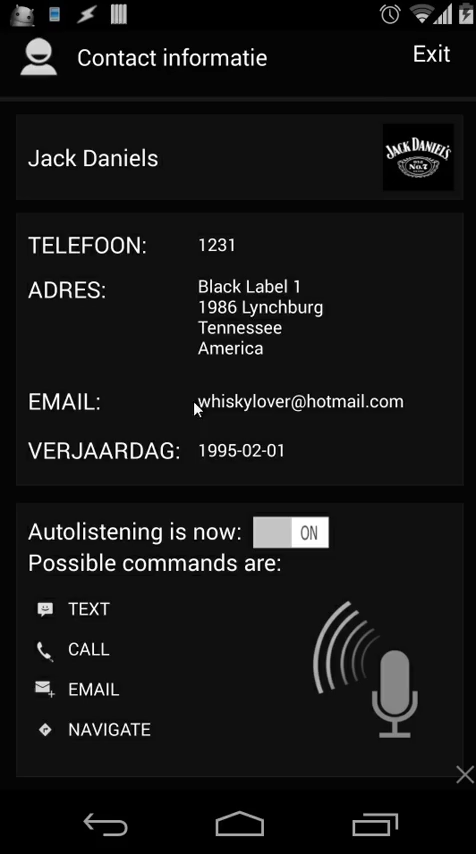 Contact informatie
Exit
Jack Daniels
JACK DANIEL'S
OLD
No.7
TELEFOON: 1231
ADRES: Black Label 1
1986 Lynchburg
Tennessee
America
EMAIL: whiskylover@hotmail.com
VERJAARDAG: 1995-02-01
Autolistening is now: ON
Possible commands are:
TEXT
CALL
EMAIL
NAVIGATE